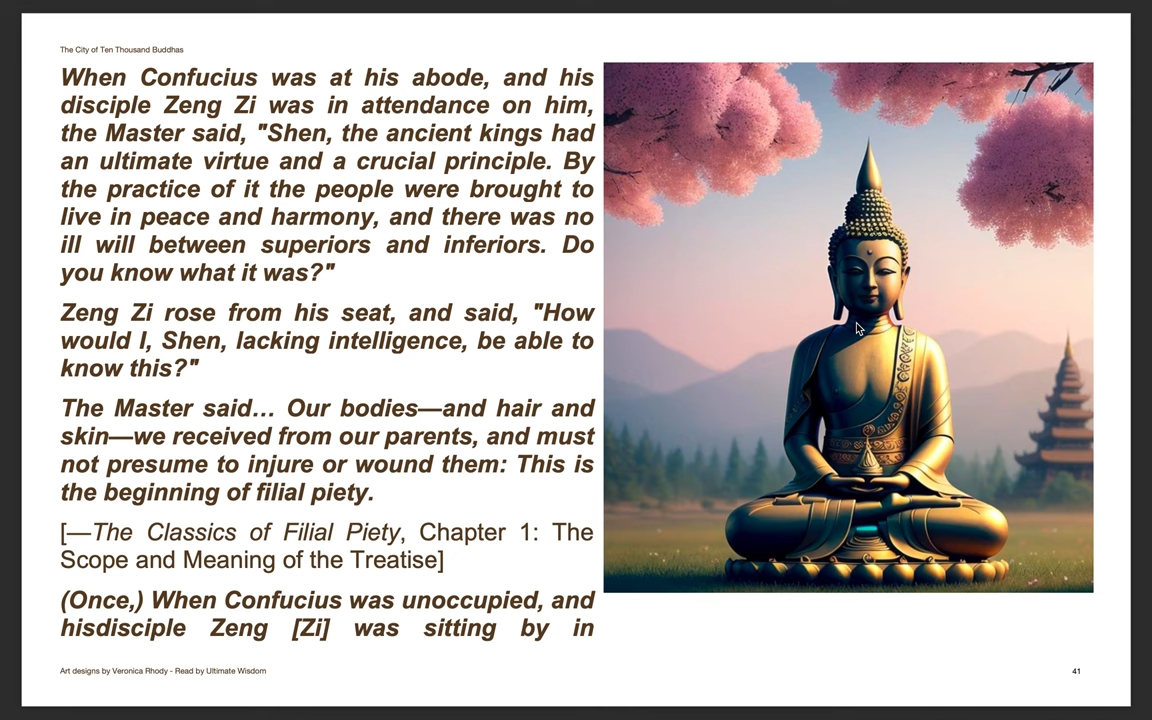 The City of Ten Thousand Buddhas
When Confucius was at his abode, and his
disciple Zeng Zi was in attendance on him,
the Master said, "Shen, the ancient kings had
an ultimate virtue and a crucial principle. By
the practice of it the people were brought to
live in peace and harmony, and there was no
ill will between superiors and inferiors. Do
you know what it was?"
Zeng Zi rose from his seat, and said, "How
would I, Shen, lacking intelligence, be able to
know this?"
The Master said… Our bodies—and hair and
skin—we received from our parents, and must
not presume to injure or wound them: This is
the beginning of filial piety.
[—The Classics of Filial Piety, Chapter 1: The
Scope and Meaning of the Treatise]
(Once,) When Confucius was unoccupied, and
hisdisciple Zeng [Zi] was sitting by in
Art designs by Veronica Rhody - Read by Ultimate Wisdom
41